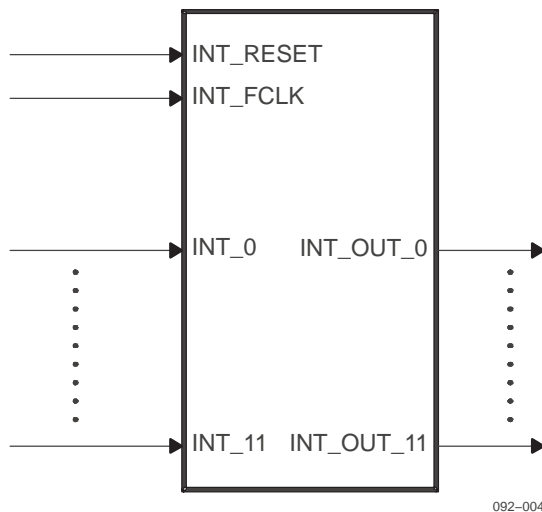 INT_RESET
INT_FCLK
INT_0 INT_OUT_0
INT_11 INT_OUT_11
092–004